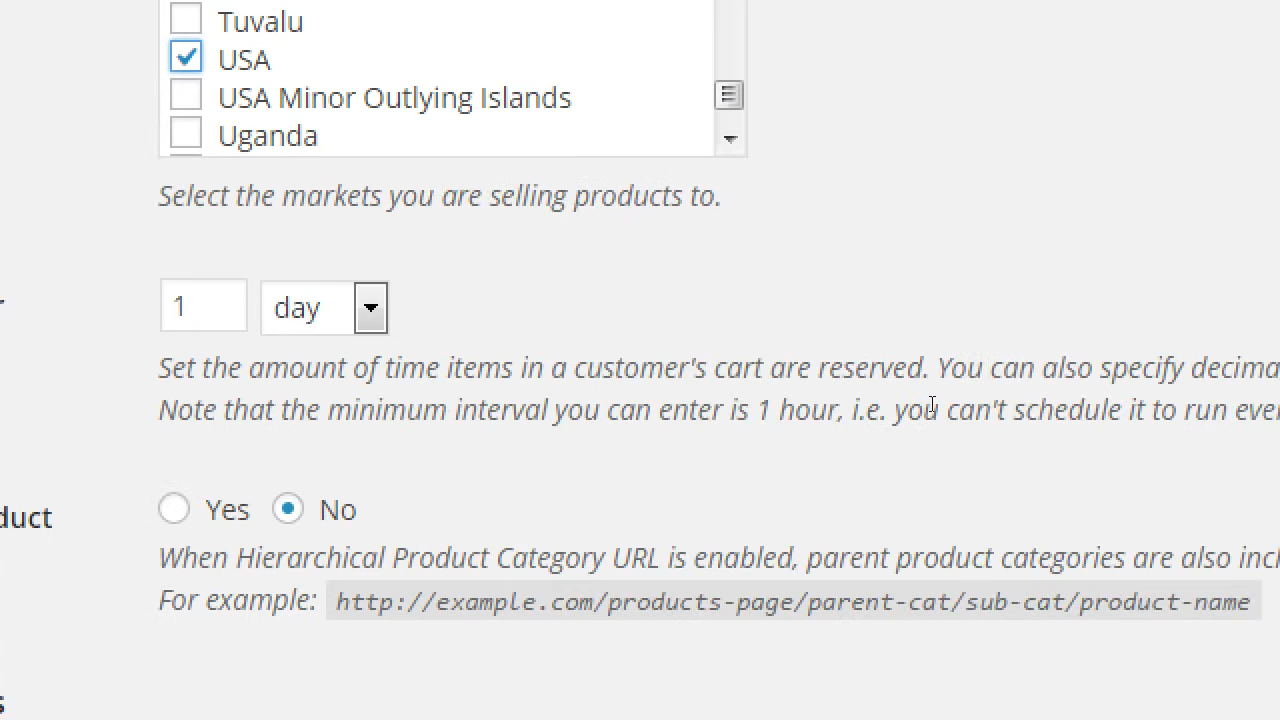 Tuvalu
USA
USA Minor Outlying Islands
Uganda
Select the markets you are selling products to.
1 day
Set the amount of time items in a customer's cart are reserved. You can also specify
Note that the minimum interval you can enter is 1 hour, i.e. you can't schedule it to run
Yes No
When Hierarchical Product Category URL is enabled, parent product categories are also
For example: http://example.com/products-page/parent-cat/sub-cat/product-name